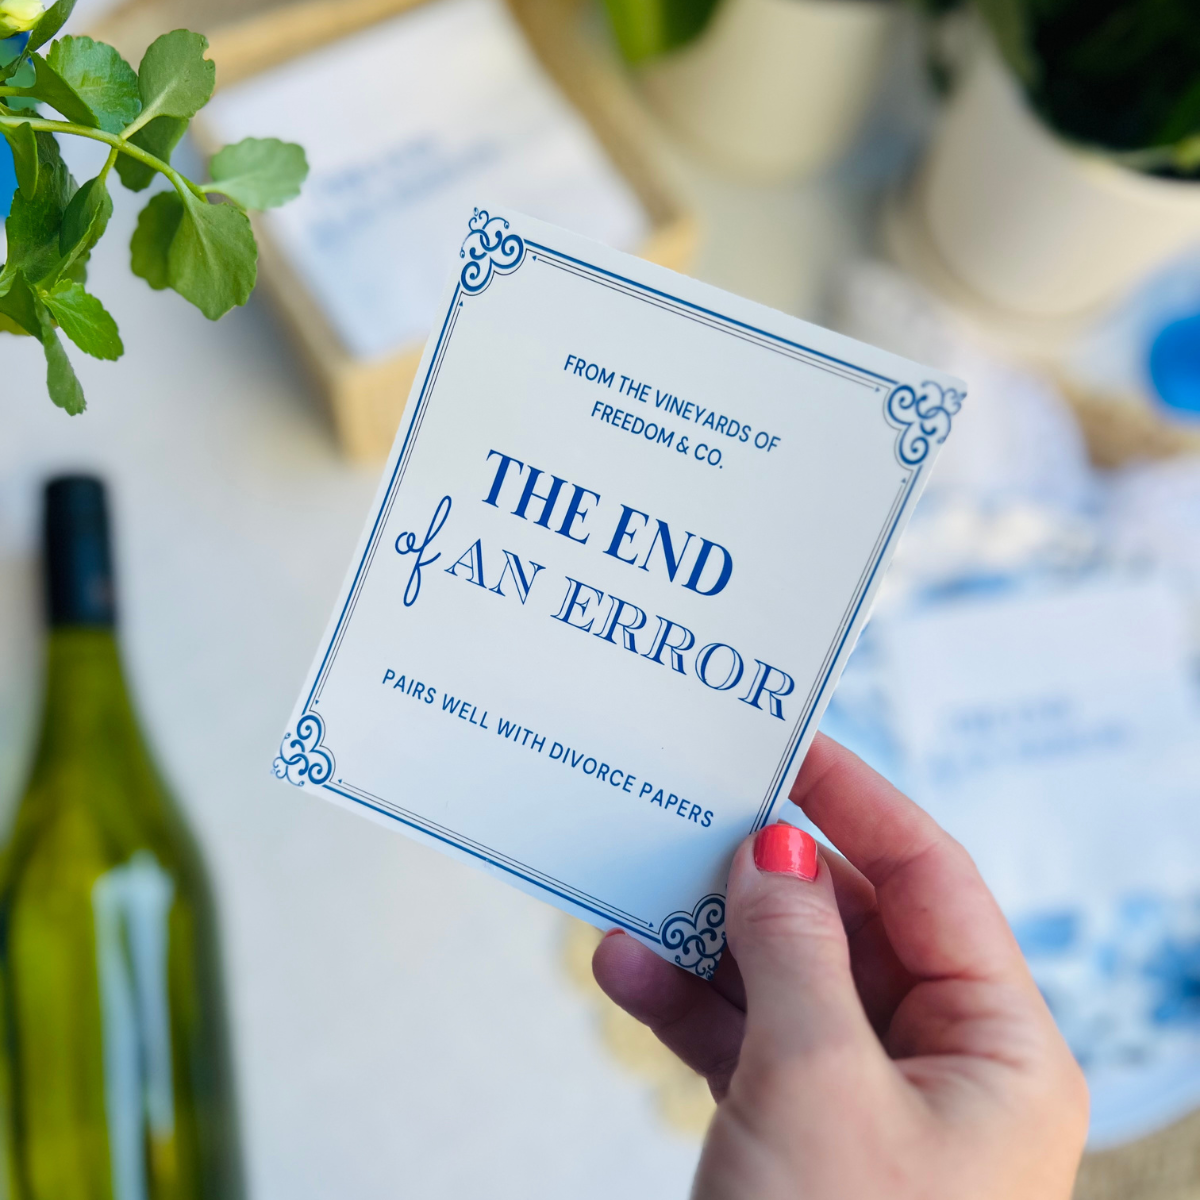 FROM THE VINEYARDS OF
FREEDOM & CO.
THE END
of AN ERROR
PAIRS WELL WITH DIVORCE PAPERS